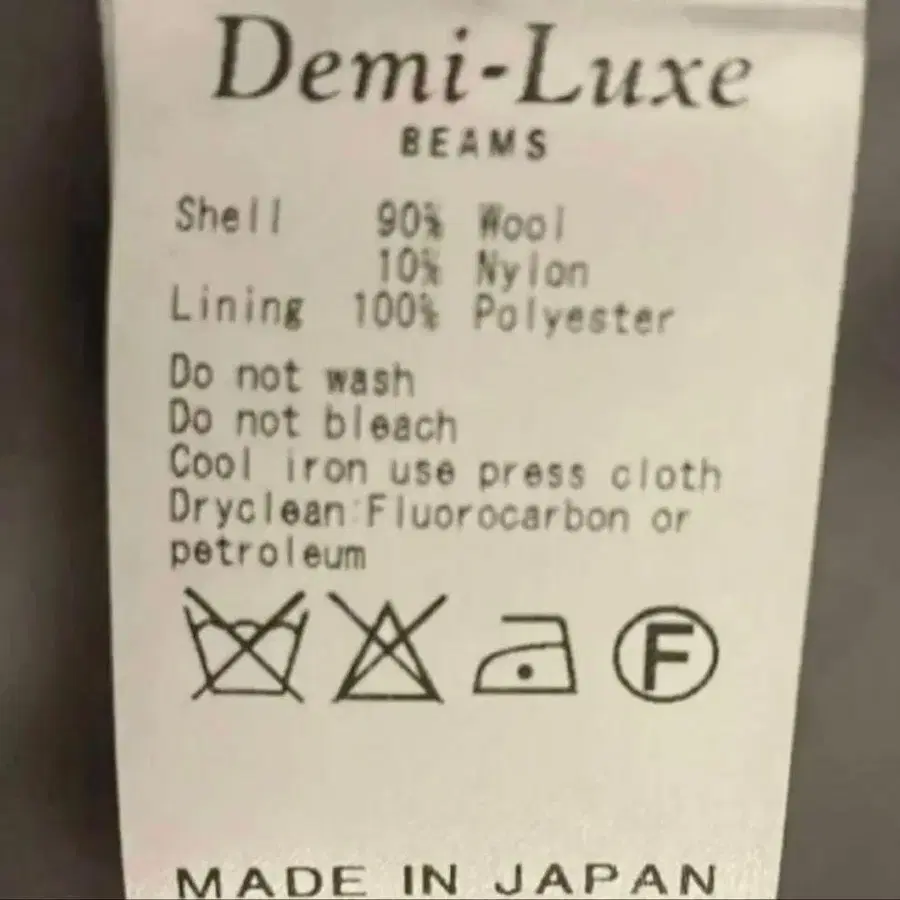 Demi-Luxe
BEAMS
Shell 90% Wool
10% Nylon
Lining 100% Polyester
Do not wash
Do not bleach
Cool iron use press cloth
Dryclean:Fluorocarbon or
petroleum
F
MADE IN JAPAN